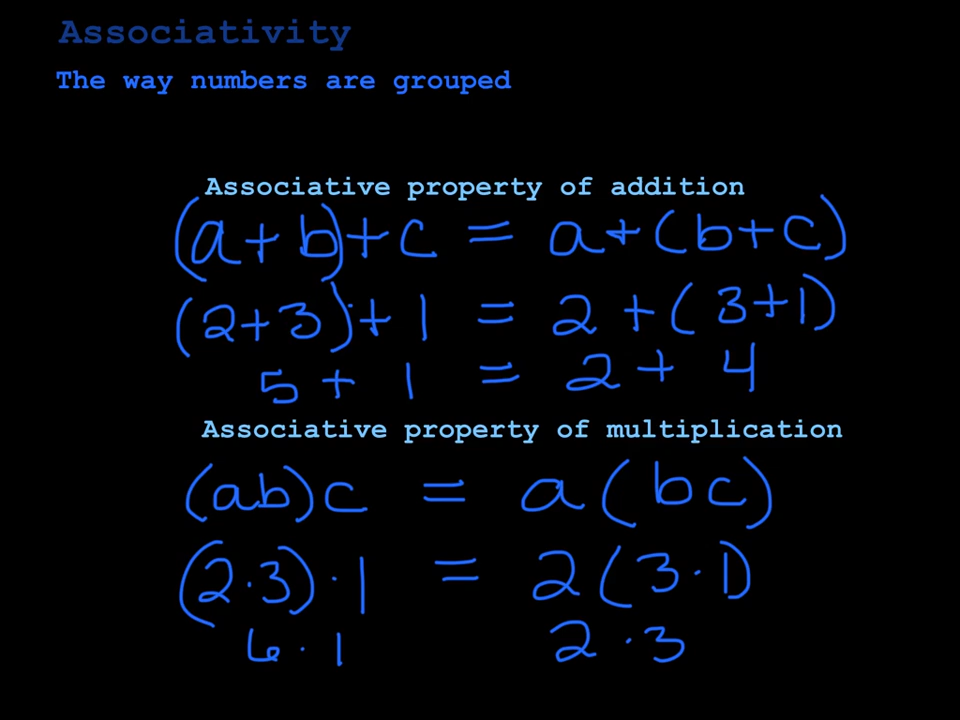 Associativity
The way numbers are grouped
Associative property of addition
(a+b)+c = a+(b+c)
(2+3)+1 = 2+(3+1)
5+1 = 2+4
Associative property of multiplication
(ab)c = a(bc)
(2·3)·1 = 2(3·1)
6·1 2·3